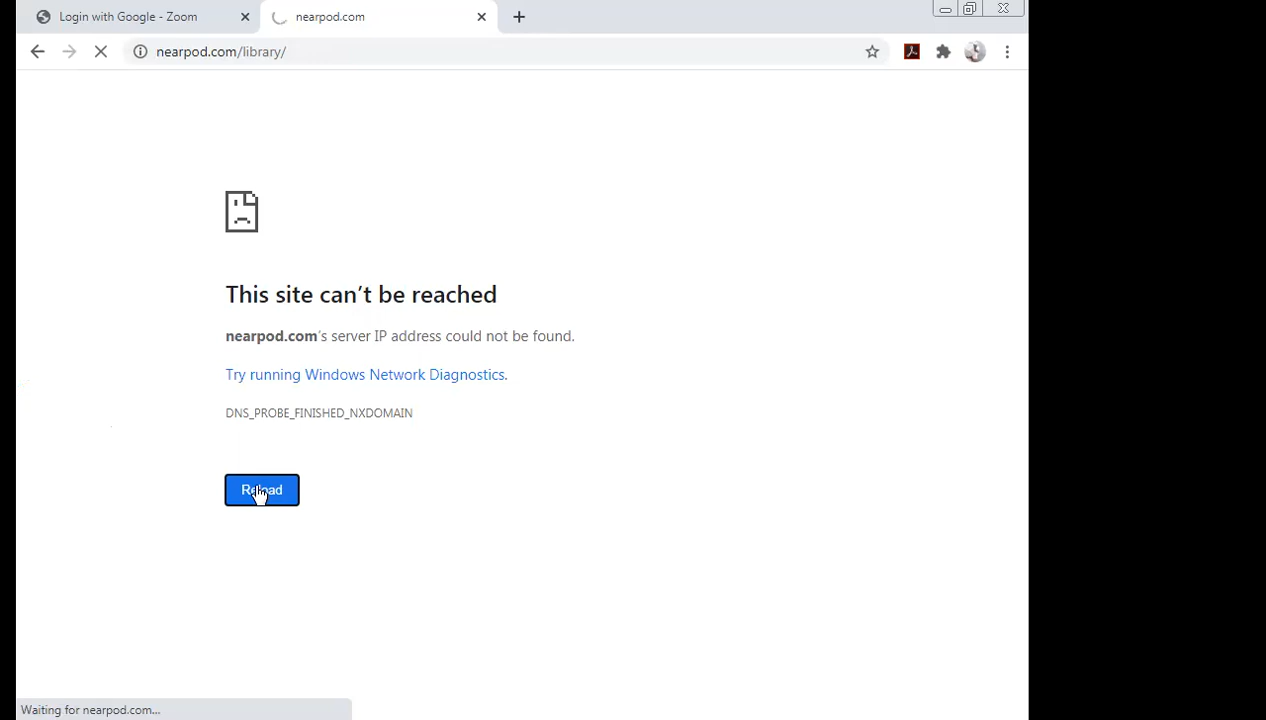 Login with Google - Zoom
nearpod.com
nearpod.com/library/
This site can’t be reached
nearpod.com’s server IP address could not be found.
Try running Windows Network Diagnostics.
DNS_PROBE_FINISHED_NXDOMAIN
Reload
Waiting for nearpod.com...